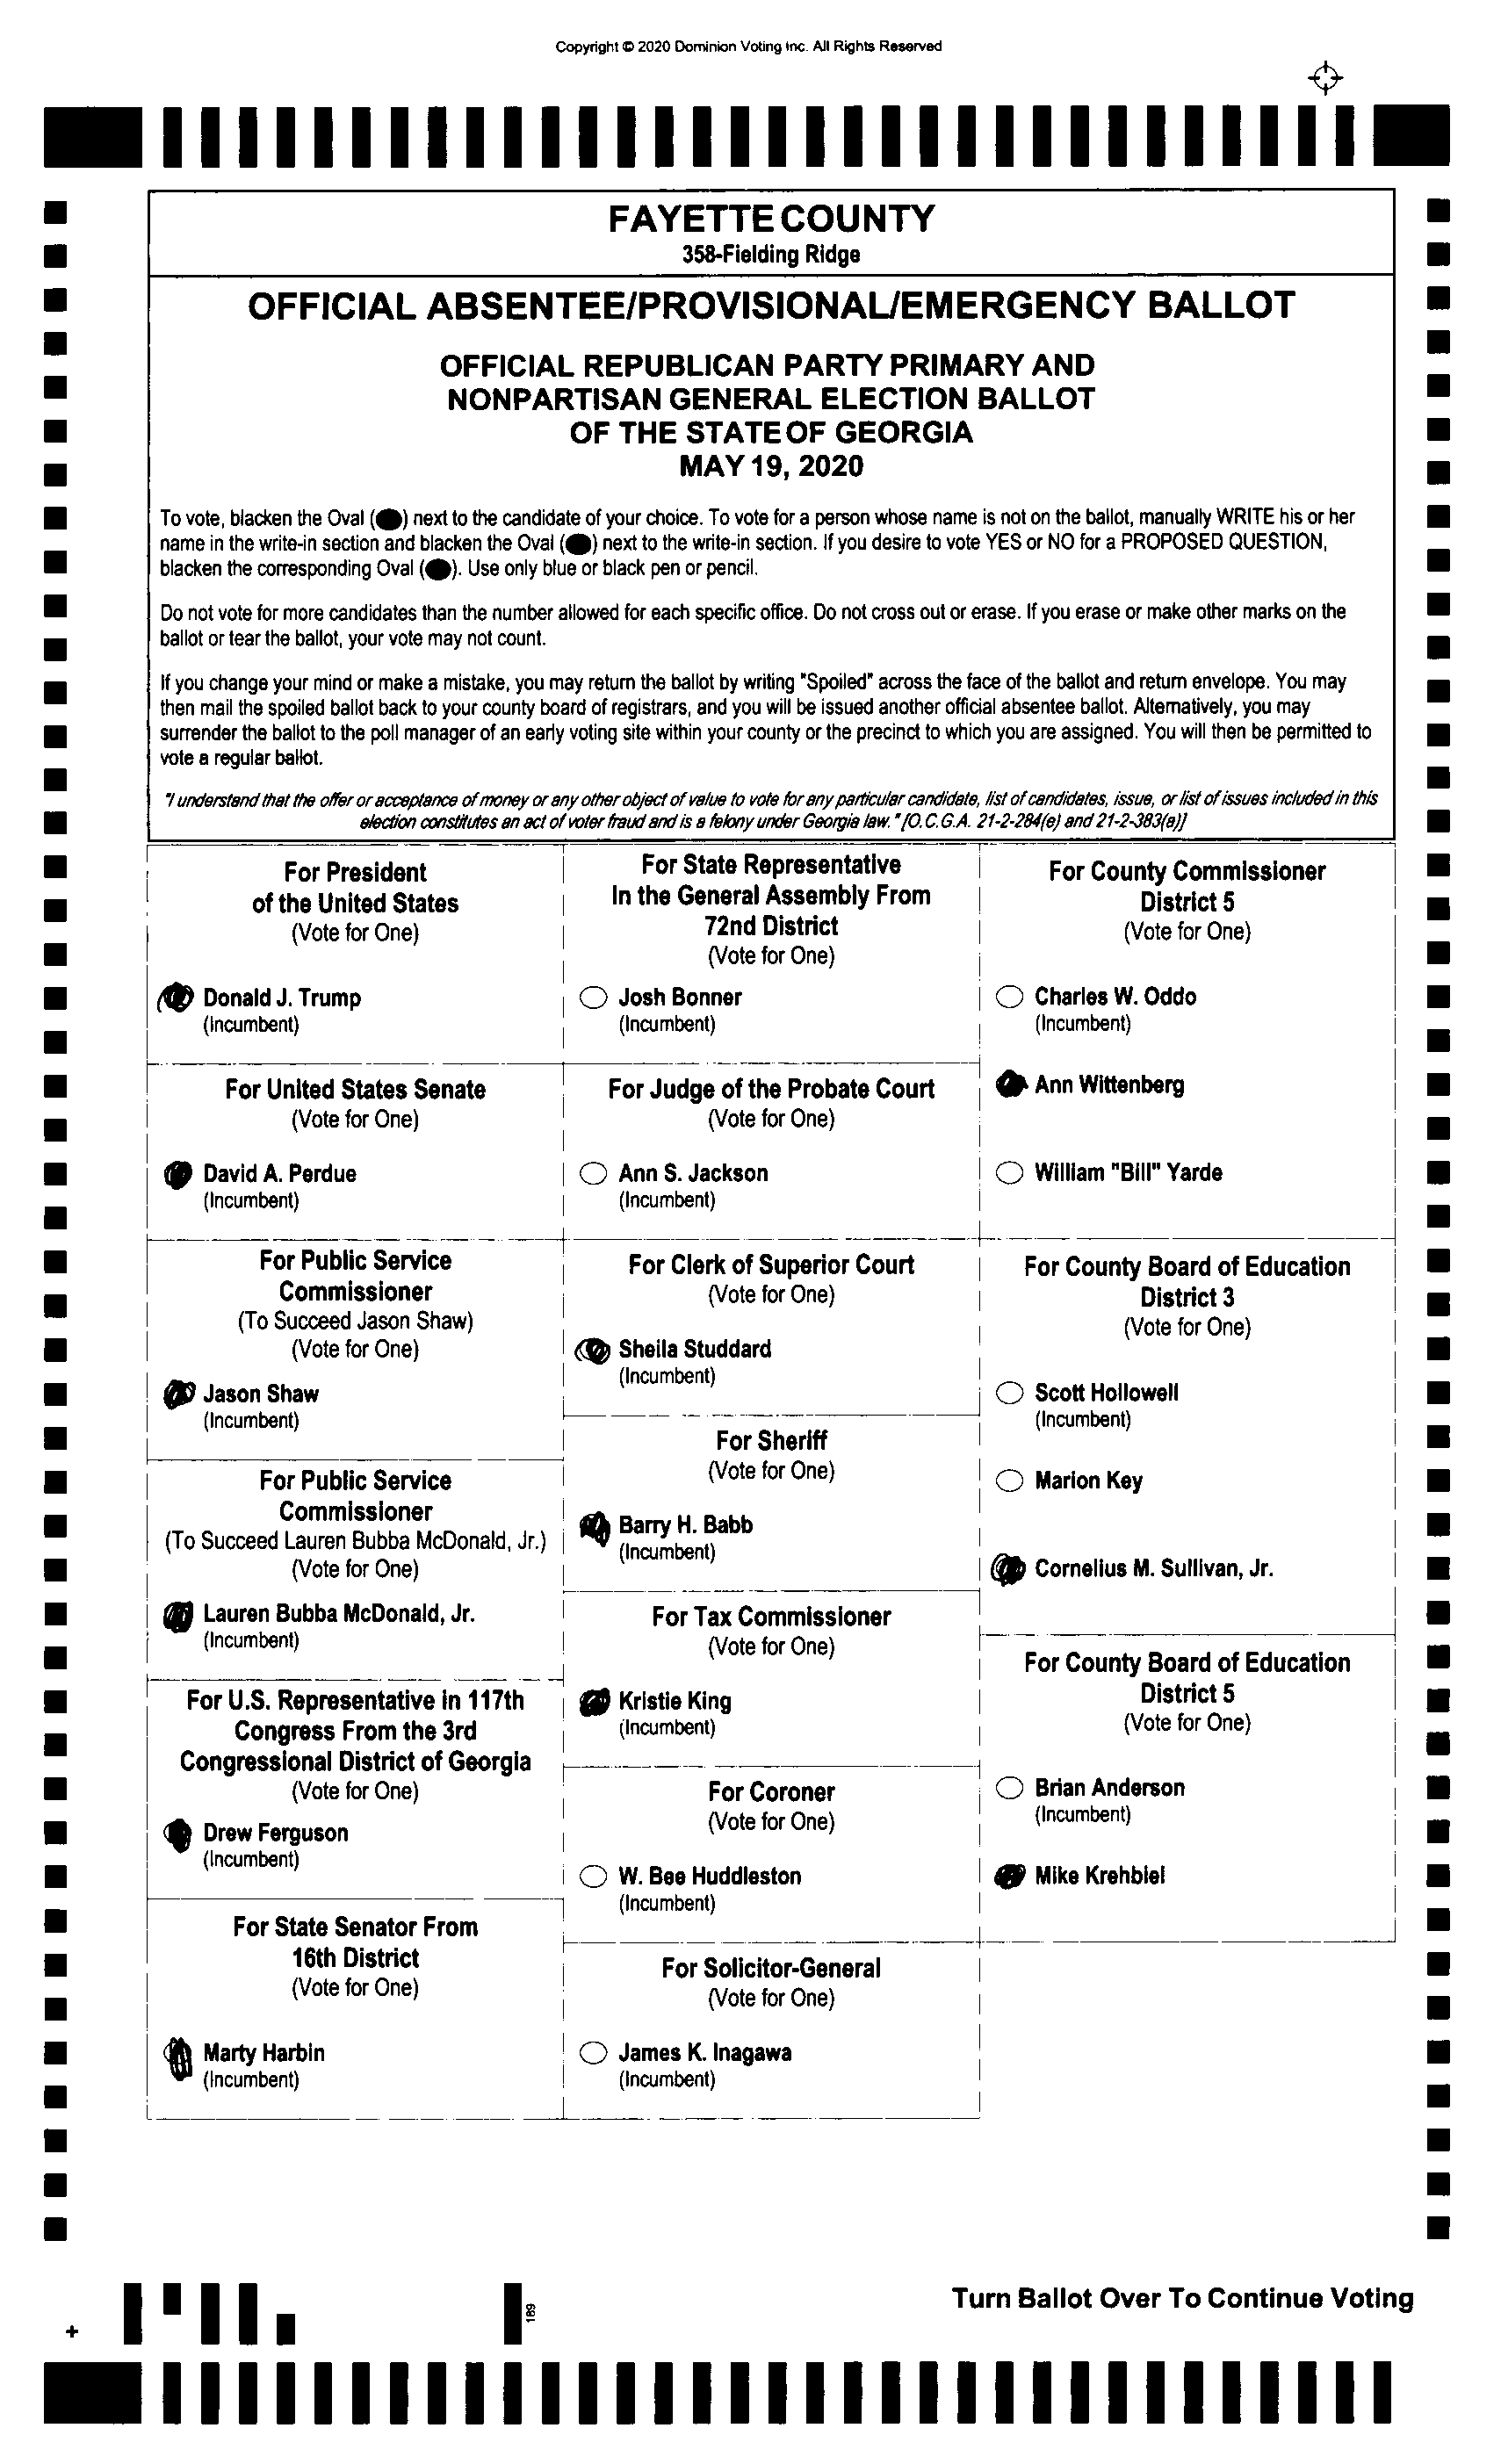 Copyright © 2020 Dominion Voting Inc. All Rights Reserved
FAYETTE COUNTY
358-Fielding Ridge
OFFICIAL ABSENTEE/PROVISIONAL/EMERGENCY BALLOT
OFFICIAL REPUBLICAN PARTY PRIMARY AND
NONPARTISAN GENERAL ELECTION BALLOT
OF THE STATE OF GEORGIA
MAY 19, 2020
To vote, blacken the Oval ( ) next to the candidate of your choice. To vote for a person whose name is not on the ballot, manually WRITE his or her
name in the write-in section and blacken the Oval ( ) next to the write-in section. If you desire to vote YES or NO for a PROPOSED QUESTION,
blacken the corresponding Oval ( ). Use only blue or black pen or pencil.
Do not vote for more candidates than the number allowed for each specific office. Do not cross out or erase. If you erase or make other marks on the
ballot or tear the ballot, your vote may not count.
If you change your mind or make a mistake, you may return the ballot by writing "Spoiled" across the face of the ballot and return envelope. You may
then mail the spoiled ballot back to your county board of registrars, and you will be issued another official absentee ballot. Alternatively, you may
surrender the ballot to the poll manager of an early voting site within your county or the precinct to which you are assigned. You will then be permitted to
vote a regular ballot.
"I understand that the offer or acceptance of money or any other object of value to vote for any particular candidate, list of candidates, issue, or list of issues included in this
election constitutes an act of voter fraud and is a felony under Georgia law." [O.C.G.A. 21-2-284(e) and 21-2-383(a)]
For President
of the United States
(Vote for One)
Donald J. Trump
(Incumbent)
For United States Senate
(Vote for One)
David A. Perdue
(Incumbent)
For Public Service
Commissioner
(To Succeed Jason Shaw)
(Vote for One)
Jason Shaw
(Incumbent)
For Public Service
Commissioner
(To Succeed Lauren Bubba McDonald, Jr.)
(Vote for One)
Lauren Bubba McDonald, Jr.
(Incumbent)
For U.S. Representative in 117th
Congress From the 3rd
Congressional District of Georgia
(Vote for One)
Drew Ferguson
(Incumbent)
For State Senator From
16th District
(Vote for One)
Marty Harbin
(Incumbent)
For State Representative
In the General Assembly From
72nd District
(Vote for One)
Josh Bonner
(Incumbent)
For Judge of the Probate Court
(Vote for One)
Ann S. Jackson
(Incumbent)
For Clerk of Superior Court
(Vote for One)
Sheila Studdard
(Incumbent)
For Sheriff
(Vote for One)
Barry H. Babb
(Incumbent)
For Tax Commissioner
(Vote for One)
Kristie King
(Incumbent)
For Coroner
(Vote for One)
W. Bee Huddleston
(Incumbent)
For Solicitor-General
(Vote for One)
James K. Inagawa
(Incumbent)
For County Commissioner
District 5
(Vote for One)
Charles W. Oddo
(Incumbent)
Ann Wittenberg
William "Bill" Yarde
For County Board of Education
District 3
(Vote for One)
Scott Hollowell
(Incumbent)
Marion Key
Cornelius M. Sullivan, Jr.
For County Board of Education
District 5
(Vote for One)
Brian Anderson
(Incumbent)
Mike Krehbiel
Turn Ballot Over To Continue Voting
189
+